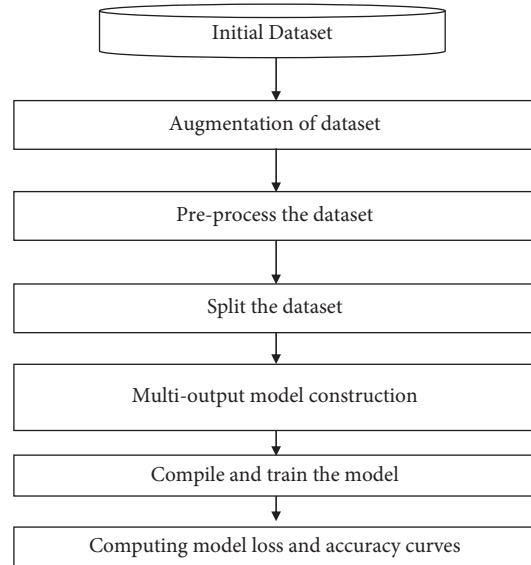 Initial Dataset
Augmentation of dataset
Pre-process the dataset
Split the dataset
Multi-output model construction
Compile and train the model
Computing model loss and accuracy curves